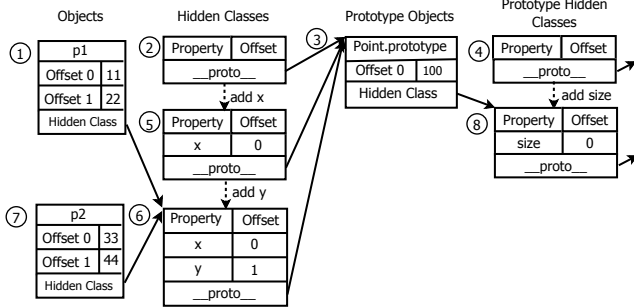 Objects
Hidden Classes
Prototype Objects
Prototype Hidden
Classes
1
p1
Offset 0 11
Offset 1 22
Hidden Class
2
Property Offset
__proto__
add x
3
Point.prototype
Offset 0 100
Hidden Class
4
Property Offset
__proto__
add size
5
Property Offset
x 0
__proto__
add y
8
Property Offset
size 0
__proto__
7
p2
Offset 0 33
Offset 1 44
Hidden Class
6
Property Offset
x 0
y 1
__proto__